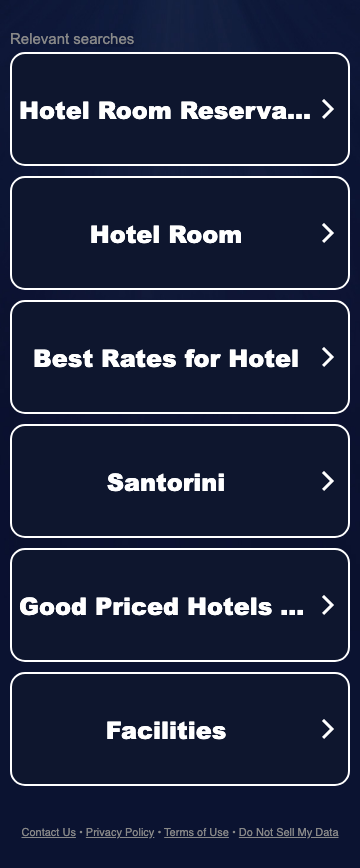 Relevant searches
Hotel Room Reserva...
Hotel Room
Best Rates for Hotel
Santorini
Good Priced Hotels ...
Facilities
Contact Us • Privacy Policy • Terms of Use • Do Not Sell My Data